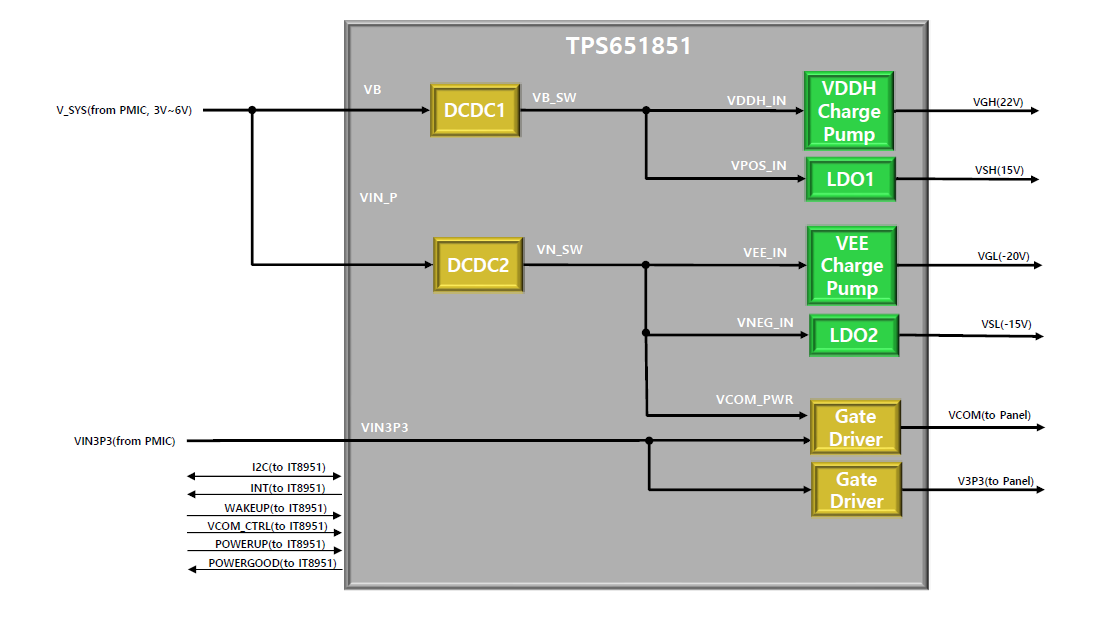 TPS651851
V_SYS(from PMIC, 3V~6V)
VB
DCDC1
VB_SW
VDDH_IN
VDDH
Charge
Pump
VGH(22V)
VPOS_IN
LDO1
VSH(15V)
VIN_P
DCDC2
VN_SW
VEE_IN
VEE
Charge
Pump
VGL(-20V)
VNEG_IN
LDO2
VSL(-15V)
VCOM_PWR
Gate
Driver
VCOM(to Panel)
VIN3P3(from PMIC)
VIN3P3
Gate
Driver
V3P3(to Panel)
I2C(to IT8951)
INT(to IT8951)
WAKEUP(to IT8951)
VCOM_CTRL(to IT8951)
POWERUP(to IT8951)
POWERGOOD(to IT8951)